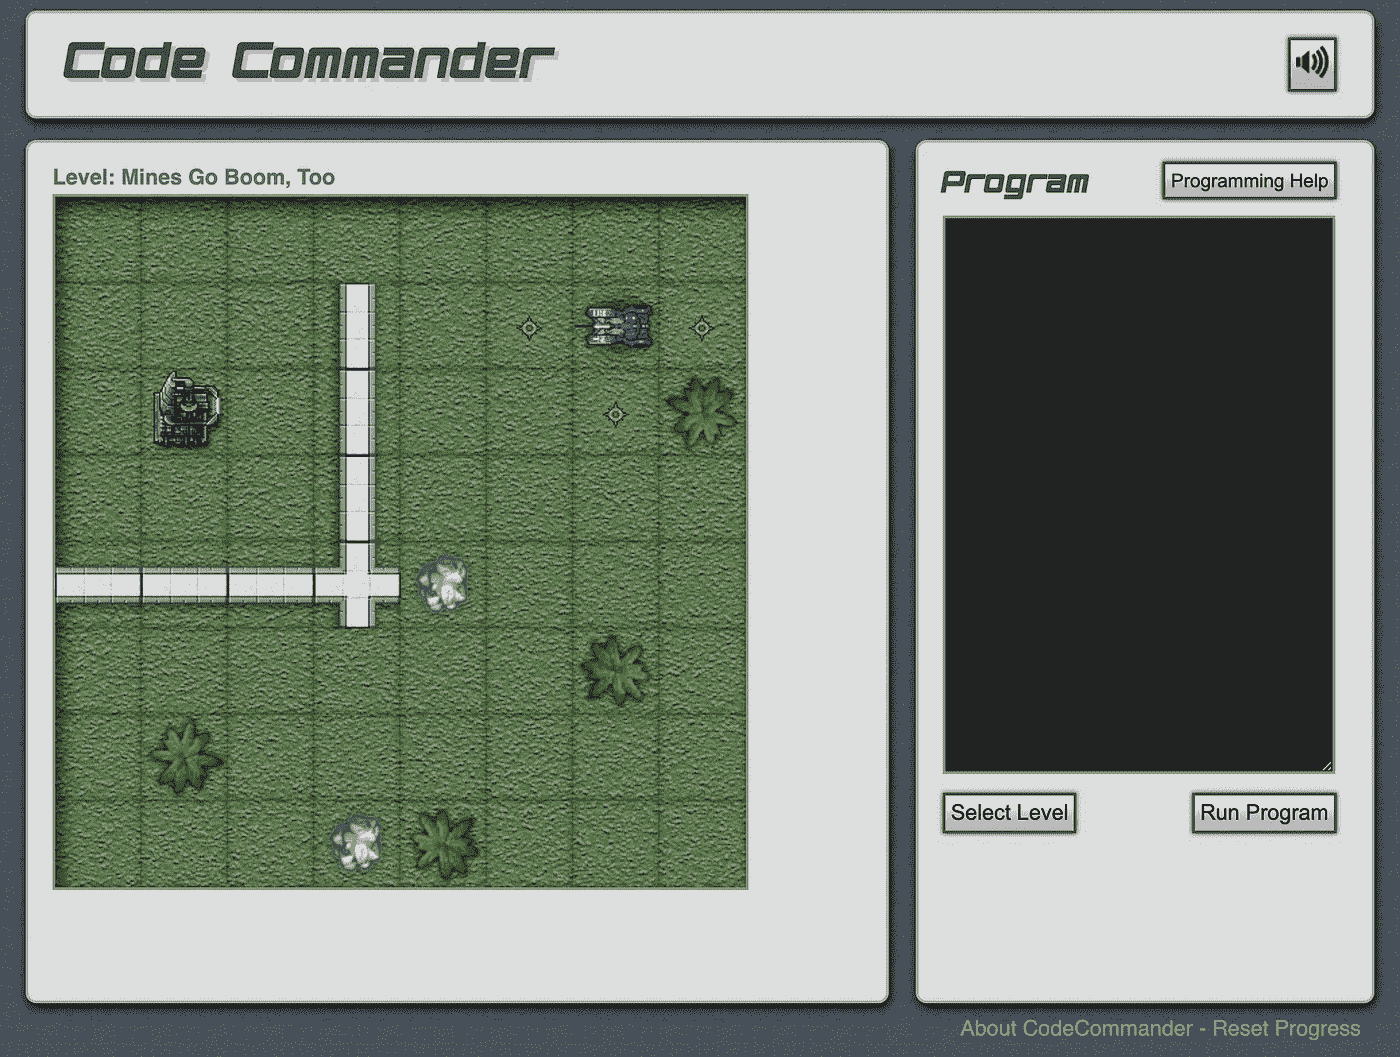 Code Commander
Level: Mines Go Boom, Too
Program
Programming Help
Select Level
Run Program
About CodeCommander - Reset Progress